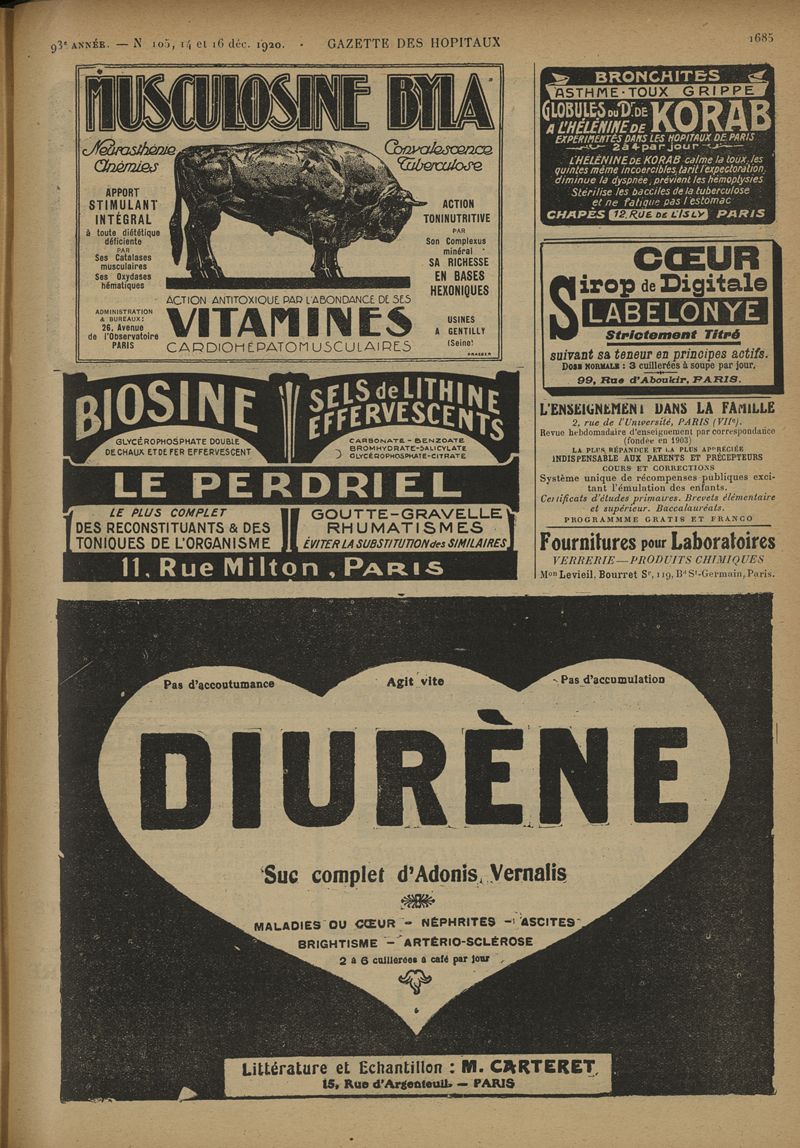 93e ANNÉE. — N 105, 14 et 16 déc. 1920. - GAZETTE DES HOPITAUX 1685
MUSCULOSINE BYLA
Neurasthénie
Anémies
Convalescence
Tuberculose
APPORT
STIMULANT
INTÉGRAL
à toute diététique
déficiente
PAR
Ses Catalases
musculaires
Ses Oxydases
hématiques
ADMINISTRATION
& BUREAUX:
26, Avenue
de l'Observatoire
PARIS
ACTION
TONINUTRITIVE
PAR
Son Complexus
minéral
SA RICHESSE
EN BASES
HEXONIQUES
USINES
A GENTILLY
(Seine)
ACTION ANTITOXIQUE PAR L'ABONDANCE DE SES
VITAMINES
CARDIOHÉPATOMUSCULAIRES
BIOSINE
GLYCÉROPHOSPHATE DOUBLE
DE CHAUX ET DE FER EFFERVESCENT
SELS de LITHINE
EFFERVESCENTS
CARBONATE - BENZOATE
BROMHYDRATE-SALICYLATE
GLYCÉROPHOSPHATE-CITRATE
LE PERDRIEL
LE PLUS COMPLET
DES RECONSTITUANTS & DES
TONIQUES DE L'ORGANISME
GOUTTE-GRAVELLE
RHUMATISMES
ÉVITER LA SUBSTITUTION des SIMILAIRES
11, Rue Milton, PARIS
BRONCHITES
ASTHME·TOUX GRIPPE
GLOBULES DU Dr. DE KORAB
A L'HÉLÉNINE DE
EXPÉRIMENTÉS DANS LES HOPITAUX DE PARIS
2 à 4 par jour
L'HÉLÉNINE DE KORAB calme la toux, les
quintes même incoercibles, tarit l'expectoration,
diminue la dyspnée, prévient les hémoptysies
Stérilise les bacilles de la tuberculose
et ne fatigue pas l'estomac
CHAPÈS 12, RUE DE L'ISLY PARIS
CŒUR
Sirop de Digitale
LABELONYE
Strictement Titré
suivant sa teneur en principes actifs.
DOSE NORMALE : 3 cuillerées à soupe par jour.
99, Rue d'Aboukir, PARIS.
L'ENSEIGNEMENT DANS LA FAMILLE
2, rue de l'Université, PARIS (VIIe).
Revue hebdomadaire d'enseignement par correspondance
(fondée en 1903)
LA PLUS RÉPANDUE ET LA PLUS APPRÉCIÉE
INDISPENSABLE AUX PARENTS ET PRÉCEPTEURS
COURS ET CORRECTIONS
Système unique de récompenses publiques exci-
tant l'émulation des enfants.
Certificats d'études primaires. Brevets élémentaire
et supérieur. Baccalauréats.
PROGRAMMME GRATIS ET FRANCO
Fournitures pour Laboratoires
VERRERIE—PRODUITS CHIMIQUES
Mon Levieil, Bourret Sr, 119, Bd St-Germain, Paris.
Pas d'accoutumance Agit vite Pas d'accumulation
DIURÈNE
Suc complet d'Adonis Vernalis
MALADIES DU CŒUR - NÉPHRITES - ASCITES
BRIGHTISME - ARTÉRIO-SCLÉROSE
2 à 6 cuillerées à café par jour
Littérature et Echantillon : M. CARTERET
15, Rue d'Argenteuil — PARIS